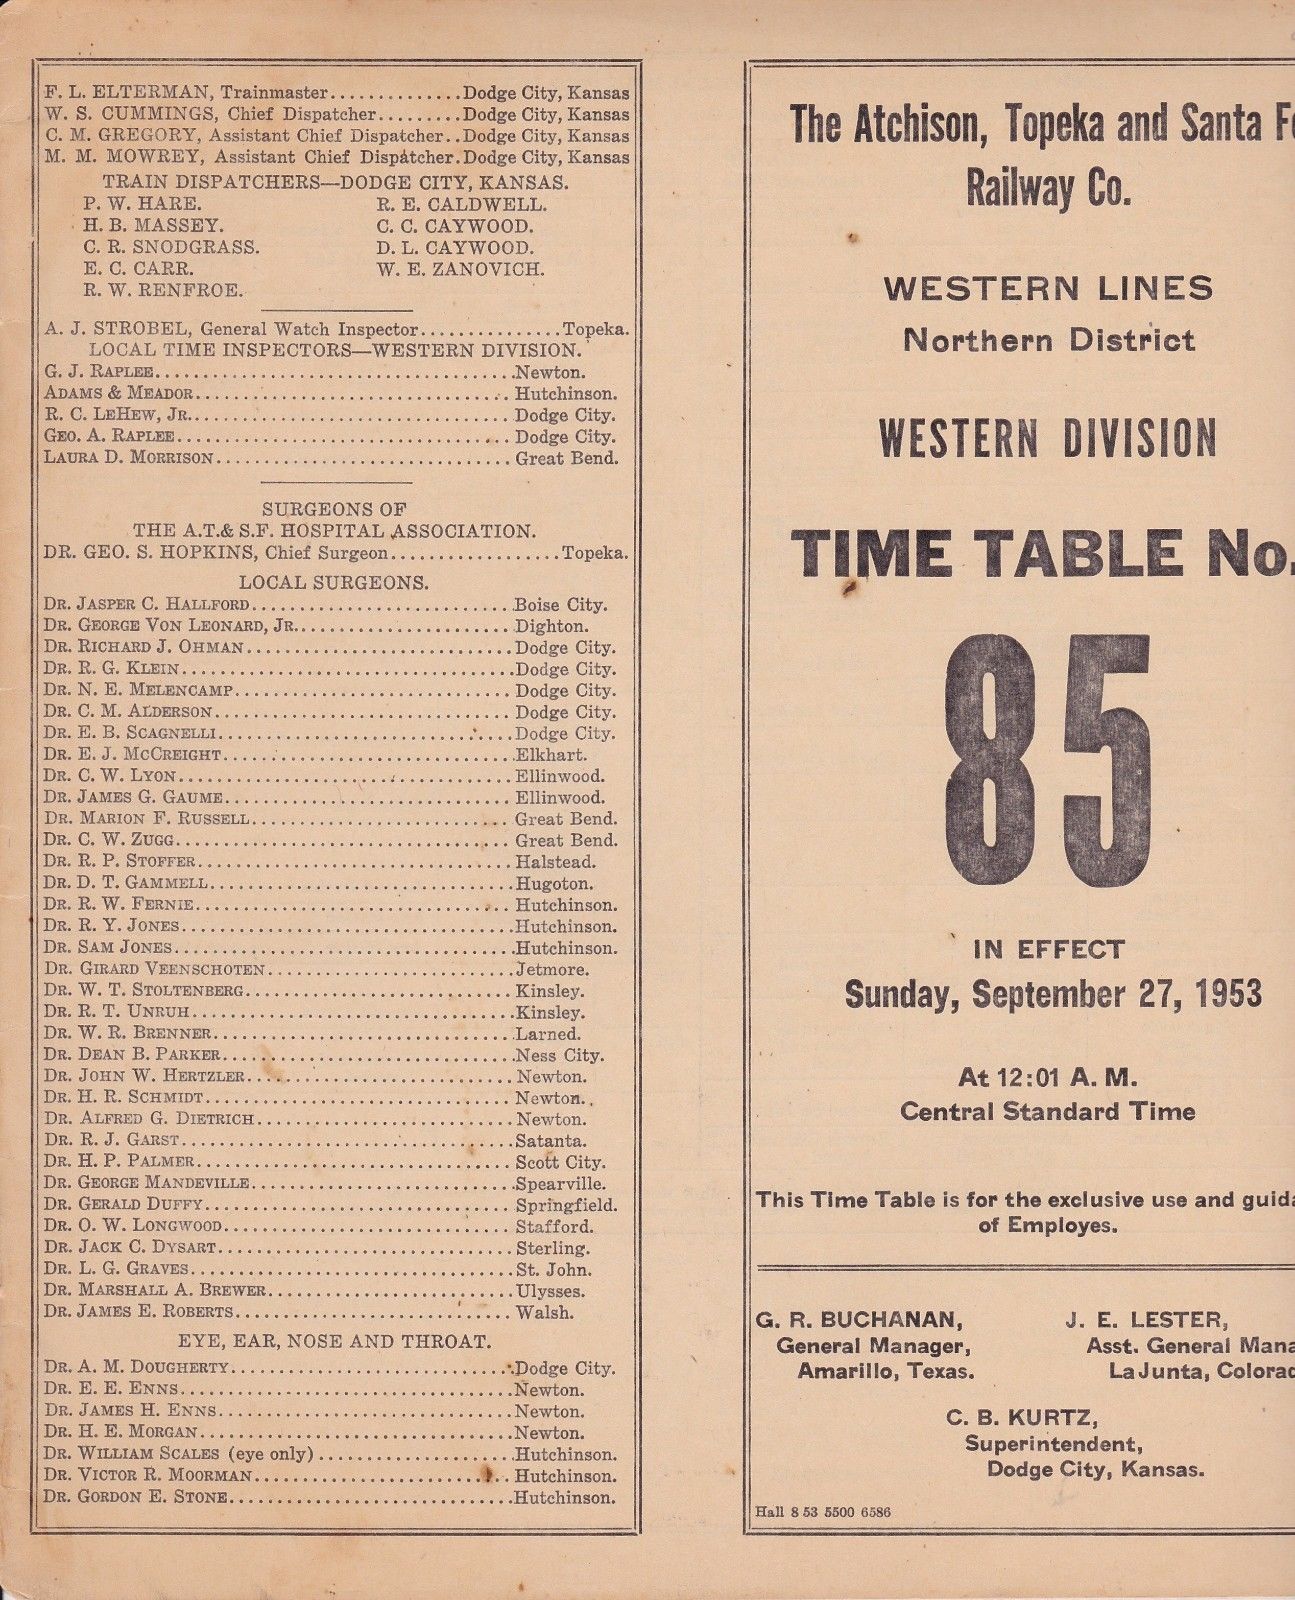 F. L. ELTERMAN, Trainmaster..............Dodge City, Kansas
W. S. CUMMINGS, Chief Dispatcher.........Dodge City, Kansas
C. M. GREGORY, Assistant Chief Dispatcher..Dodge City, Kansas
M. M. MOWREY, Assistant Chief Dispatcher.Dodge City, Kansas
TRAIN DISPATCHERS—DODGE CITY, KANSAS.
P. W. HARE. R. E. CALDWELL.
H. B. MASSEY. C. C. CAYWOOD.
C. R. SNODGRASS. D. L. CAYWOOD.
E. C. CARR. W. E. ZANOVICH.
R. W. RENFROE.
A. J. STROBEL, General Watch Inspector...............Topeka.
LOCAL TIME INSPECTORS—WESTERN DIVISION.
G. J. RAPLEE......................................Newton.
ADAMS & MEADOR.................................. Hutchinson.
R. C. LEHEW, JR.................................. Dodge City.
GEO. A. RAPLEE.................................... Dodge City.
LAURA D. MORRISON............................... Great Bend.
SURGEONS OF
THE A.T.& S.F. HOSPITAL ASSOCIATION.
DR. GEO. S. HOPKINS, Chief Surgeon..................Topeka.
LOCAL SURGEONS.
DR. JASPER C. HALLFORD............................Boise City.
DR. GEORGE VON LEONARD, JR.......................Dighton.
DR. RICHARD J. OHMAN............................. Dodge City.
DR. R. G. KLEIN....................................Dodge City.
DR. N. E. MELENCAMP.............................. Dodge City.
DR. C. M. ALDERSON................................ Dodge City.
DR. E. B. SCAGNELLI................................Dodge City.
DR. E. J. MCCREIGHT...............................Elkhart.
DR. C. W. LYON....................................Ellinwood.
DR. JAMES G. GAUME............................... Ellinwood.
DR. MARION F. RUSSELL............................ Great Bend.
DR. C. W. ZUGG.................................... Great Bend.
DR. R. P. STOFFER..................................Halstead.
DR. D. T. GAMMELL.................................Hugoton.
DR. R. W. FERNIE.................................. Hutchinson.
DR. R. Y. JONES....................................Hutchinson.
DR. SAM JONES.....................................Hutchinson.
DR. GIRARD VEENSCHOTEN...........................Jetmore.
DR. W. T. STOLTENBERG............................. Kinsley.
DR. R. T. UNRUH....................................Kinsley.
DR. W. R. BRENNER.................................Larned.
DR. DEAN B. PARKER................................Ness City.
DR. JOHN W. HERTZLER............................. Newton.
DR. H. R. SCHMIDT................................. Newton.
DR. ALFRED G. DIETRICH............................ Newton.
DR. R. J. GARST....................................Satanta.
DR. H. P. PALMER.................................. Scott City.
DR. GEORGE MANDEVILLE.............................Spearville.
DR. GERALD DUFFY..................................Springfield.
DR. O. W. LONGWOOD............................... Stafford.
DR. JACK C. DYSART................................ Sterling.
DR. L. G. GRAVES................................... St. John.
DR. MARSHALL A. BREWER...........................Ulysses.
DR. JAMES E. ROBERTS.............................. Walsh.
EYE, EAR, NOSE AND THROAT.
DR. A. M. DOUGHERTY...............................Dodge City.
DR. E. E. ENNS.....................................Newton.
DR. JAMES H. ENNS................................. Newton.
DR. H. E. MORGAN..................................Newton.
DR. WILLIAM SCALES (eye only)......................Hutchinson.
DR. VICTOR R. MOORMAN............................ Hutchinson.
DR. GORDON E. STONE...............................Hutchinson.
The Atchison, Topeka and Santa Fe
Railway Co.
WESTERN LINES
Northern District
WESTERN DIVISION
TIME TABLE No.
85
IN EFFECT
Sunday, September 27, 1953
At 12:01 A. M.
Central Standard Time
This Time Table is for the exclusive use and guida
of Employes.
G. R. BUCHANAN, J. E. LESTER,
General Manager, Asst. General Mana
Amarillo, Texas. La Junta, Colorad
C. B. KURTZ,
Superintendent,
Dodge City, Kansas.
Hall 8 53 5500 6586